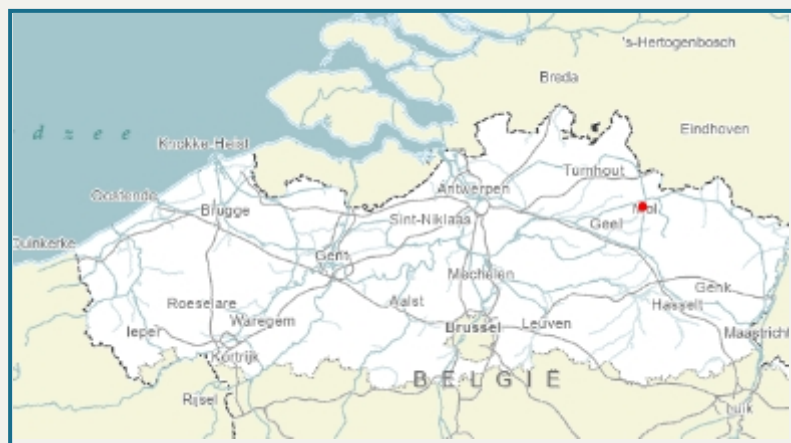 's-Hertogenbosch
Breda
d z e e
Eindhoven
Knokke-Heist
Turnhout
Oostende
Antwerpen
Brugge
Sint-Niklaas
Mol
Geel
Duinkerke
Gent
Mechelen
Genk
Roeselare
Aalst
Hasselt
Ieper
Waregem
Brussel
Leuven
Maastricht
Kortrijk
BELGIË
Rijsel
Luik